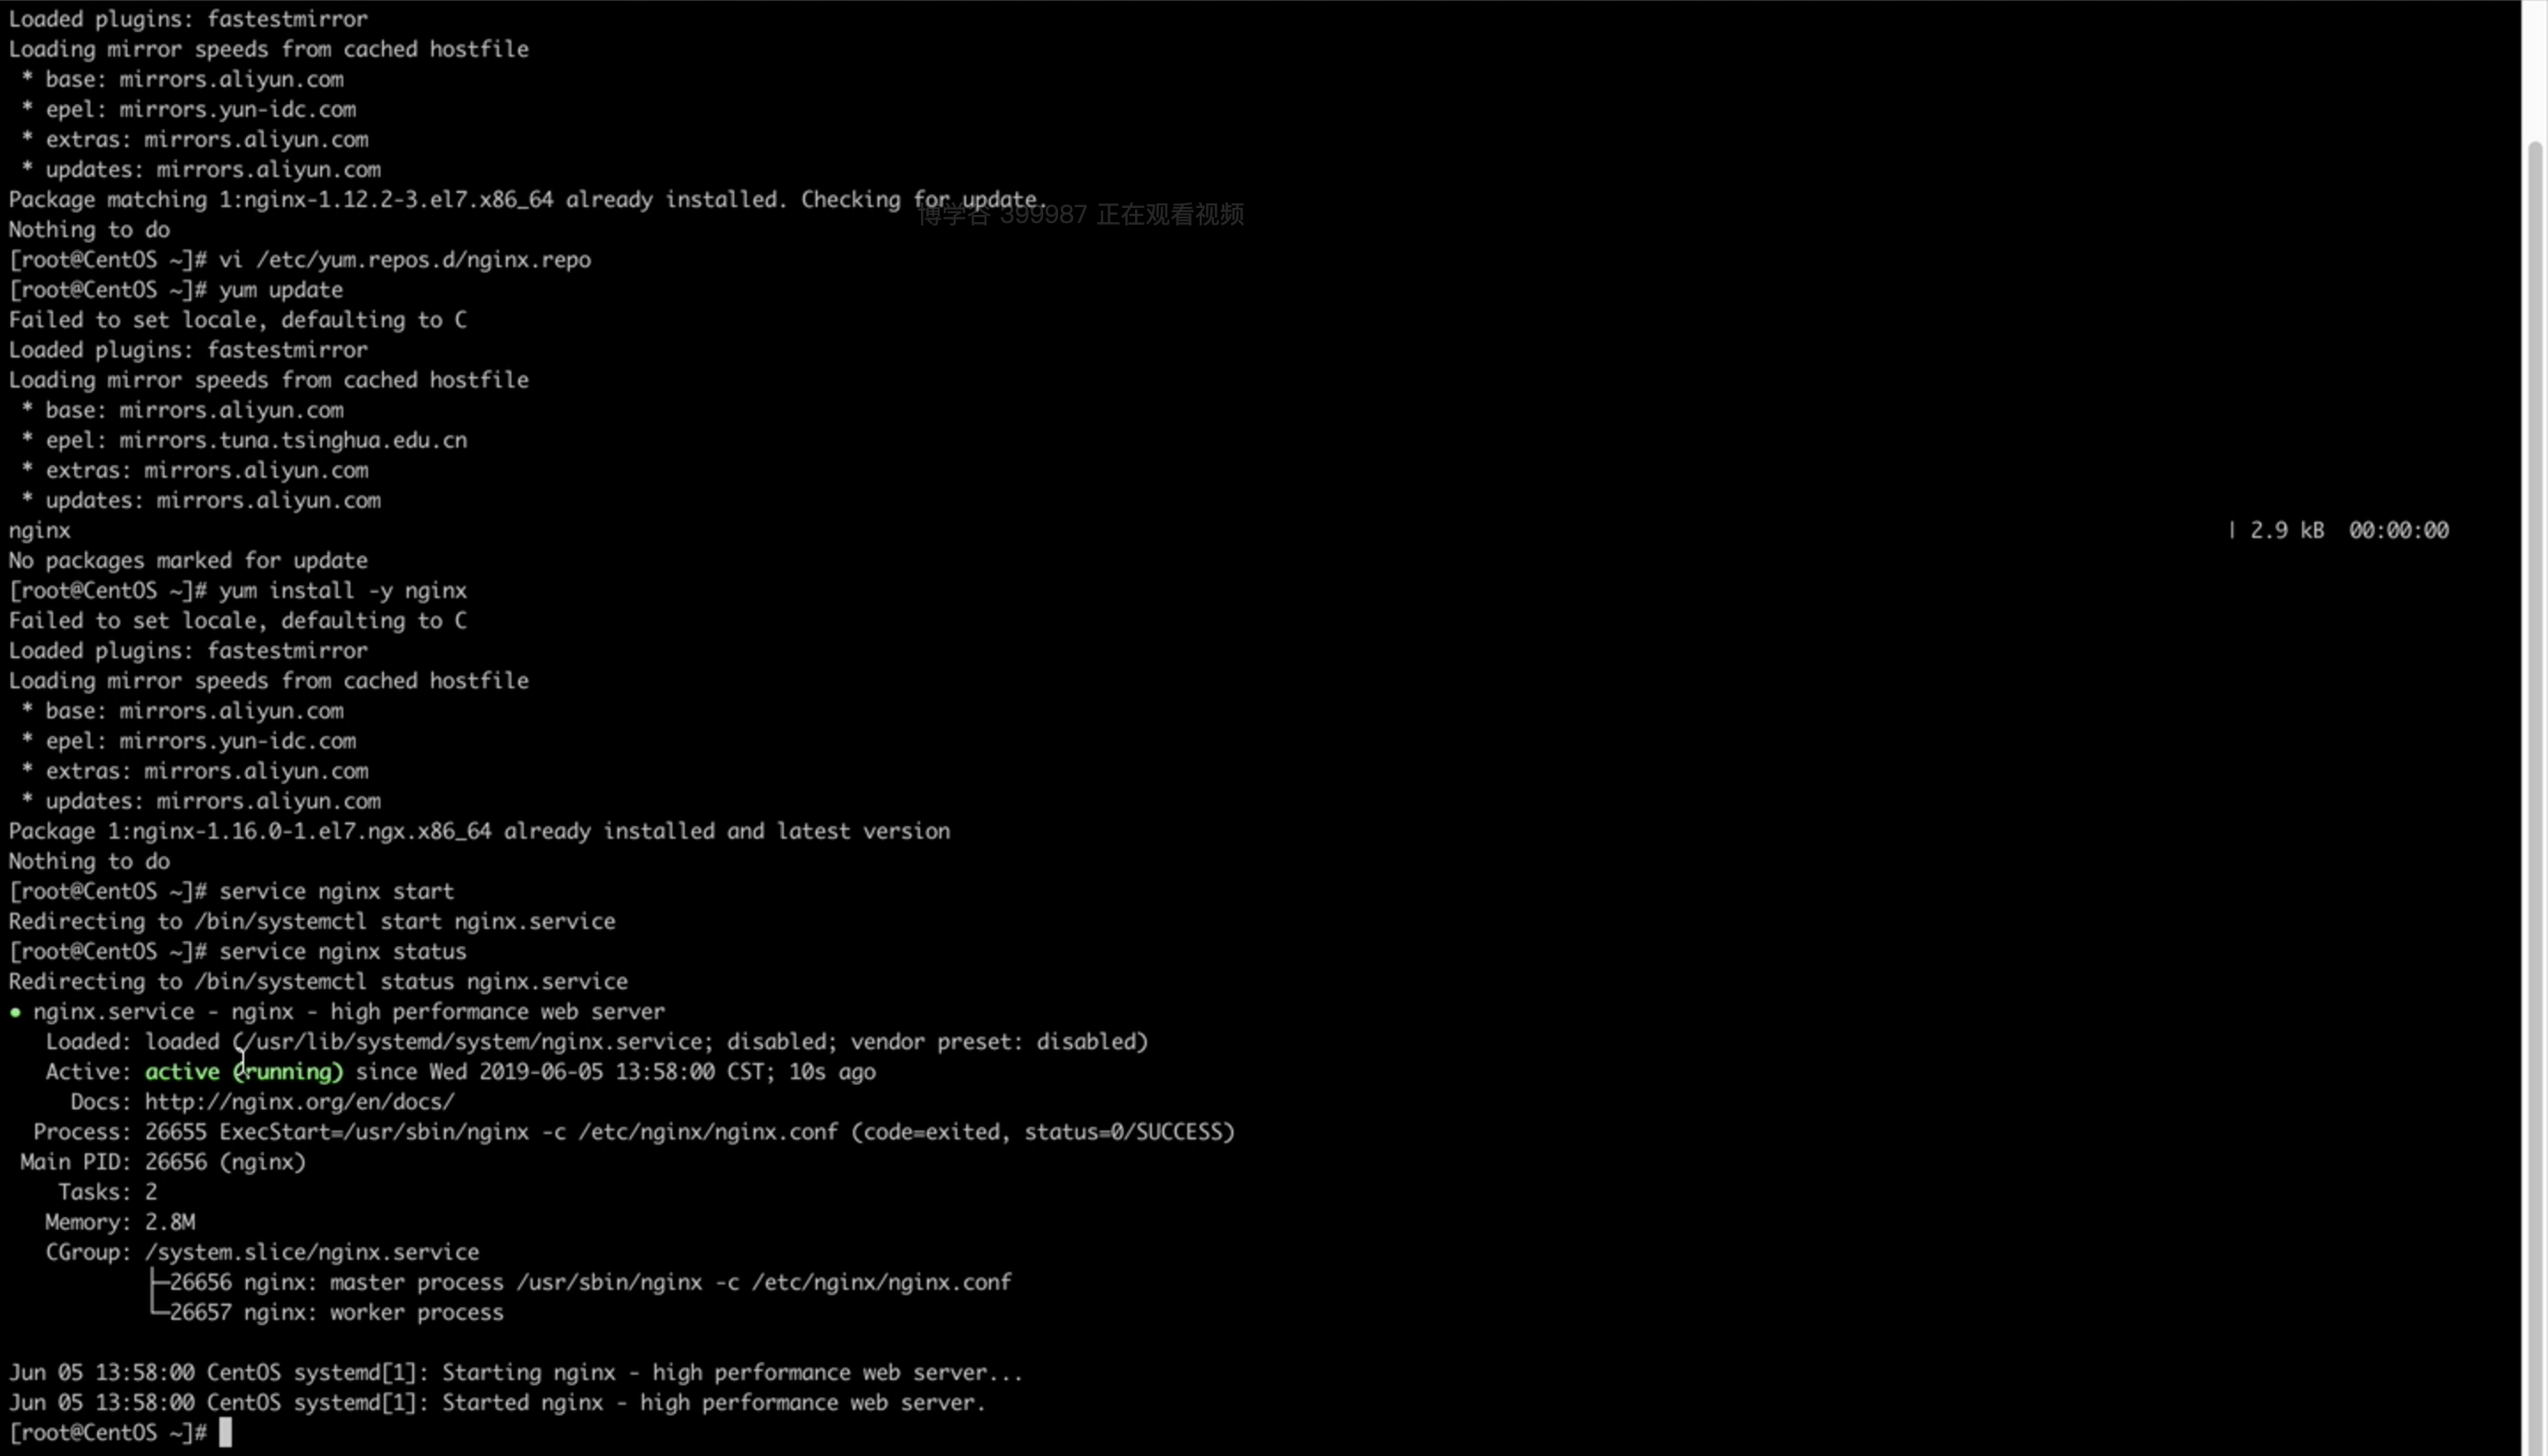 Loaded plugins: fastestmirror
Loading mirror speeds from cached hostfile
 * base: mirrors.aliyun.com
 * epel: mirrors.yun-idc.com
 * extras: mirrors.aliyun.com
 * updates: mirrors.aliyun.com
Package matching 1:nginx-1.12.2-3.el7.x86_64 already installed. Checking for update.
博学谷 399987 正在观看视频
Nothing to do
[root@CentOS ~]# vi /etc/yum.repos.d/nginx.repo
[root@CentOS ~]# yum update
Failed to set locale, defaulting to C
Loaded plugins: fastestmirror
Loading mirror speeds from cached hostfile
 * base: mirrors.aliyun.com
 * epel: mirrors.tuna.tsinghua.edu.cn
 * extras: mirrors.aliyun.com
 * updates: mirrors.aliyun.com
nginx | 2.9 kB 00:00:00
No packages marked for update
[root@CentOS ~]# yum install -y nginx
Failed to set locale, defaulting to C
Loaded plugins: fastestmirror
Loading mirror speeds from cached hostfile
 * base: mirrors.aliyun.com
 * epel: mirrors.yun-idc.com
 * extras: mirrors.aliyun.com
 * updates: mirrors.aliyun.com
Package 1:nginx-1.16.0-1.el7.ngx.x86_64 already installed and latest version
Nothing to do
[root@CentOS ~]# service nginx start
Redirecting to /bin/systemctl start nginx.service
[root@CentOS ~]# service nginx status
Redirecting to /bin/systemctl status nginx.service
● nginx.service - nginx - high performance web server
Loaded: loaded (/usr/lib/systemd/system/nginx.service; disabled; vendor preset: disabled)
Active: active (running) since Wed 2019-06-05 13:58:00 CST; 10s ago
Docs: http://nginx.org/en/docs/
Process: 26655 ExecStart=/usr/sbin/nginx -c /etc/nginx/nginx.conf (code=exited, status=0/SUCCESS)
Main PID: 26656 (nginx)
Tasks: 2
Memory: 2.8M
CGroup: /system.slice/nginx.service
├─26656 nginx: master process /usr/sbin/nginx -c /etc/nginx/nginx.conf
└─26657 nginx: worker process
Jun 05 13:58:00 CentOS systemd[1]: Starting nginx - high performance web server...
Jun 05 13:58:00 CentOS systemd[1]: Started nginx - high performance web server.
[root@CentOS ~]#